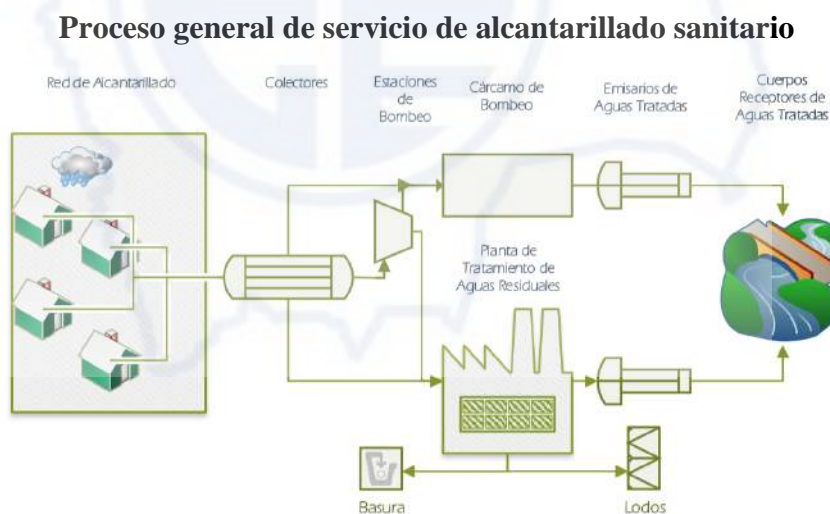 Proceso general de servicio de alcantarillado sanitario
Red de Alcantarillado
Colectores
Estaciones
de
Bombeo
Cárcamo de
Bombeo
Emisarios de
Aguas Tratadas
Cuerpos
Receptores de
Aguas Tratadas
Planta de
Tratamiento de
Aguas Residuales
Basura
Lodos